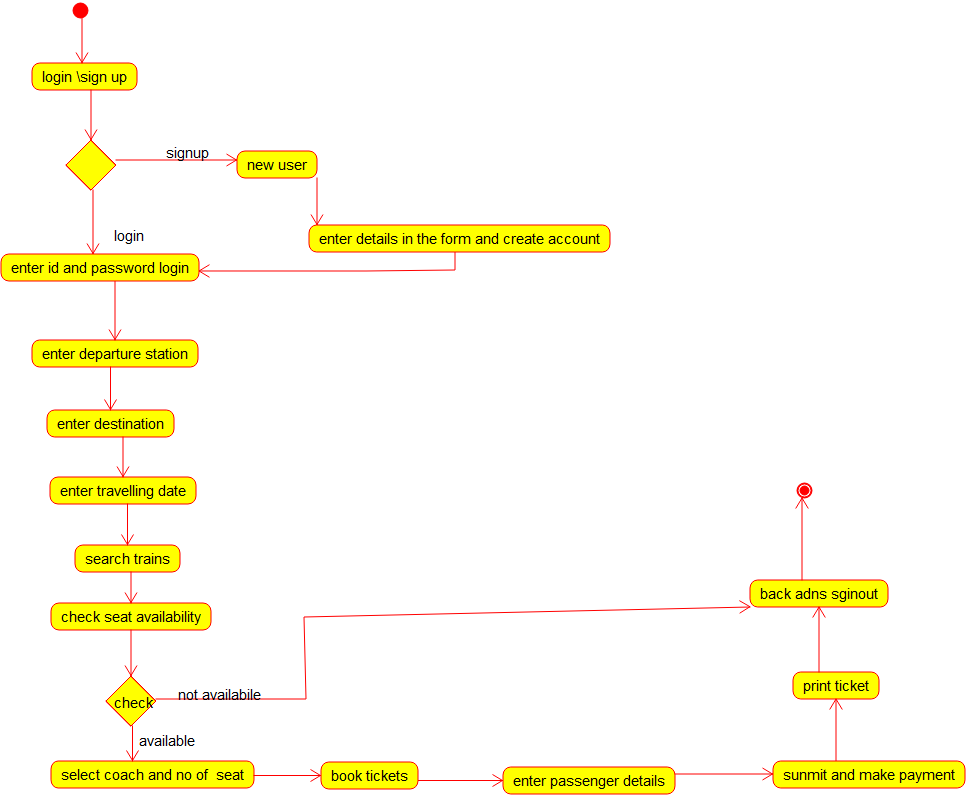 login \sign up
signup
new user
login
enter details in the form and create account
enter id and password login
enter departure station
enter destination
enter travelling date
search trains
check seat availability
back adns sginout
check
not availabile
print ticket
available
select coach and no of  seat
book tickets
enter passenger details
sunmit and make payment